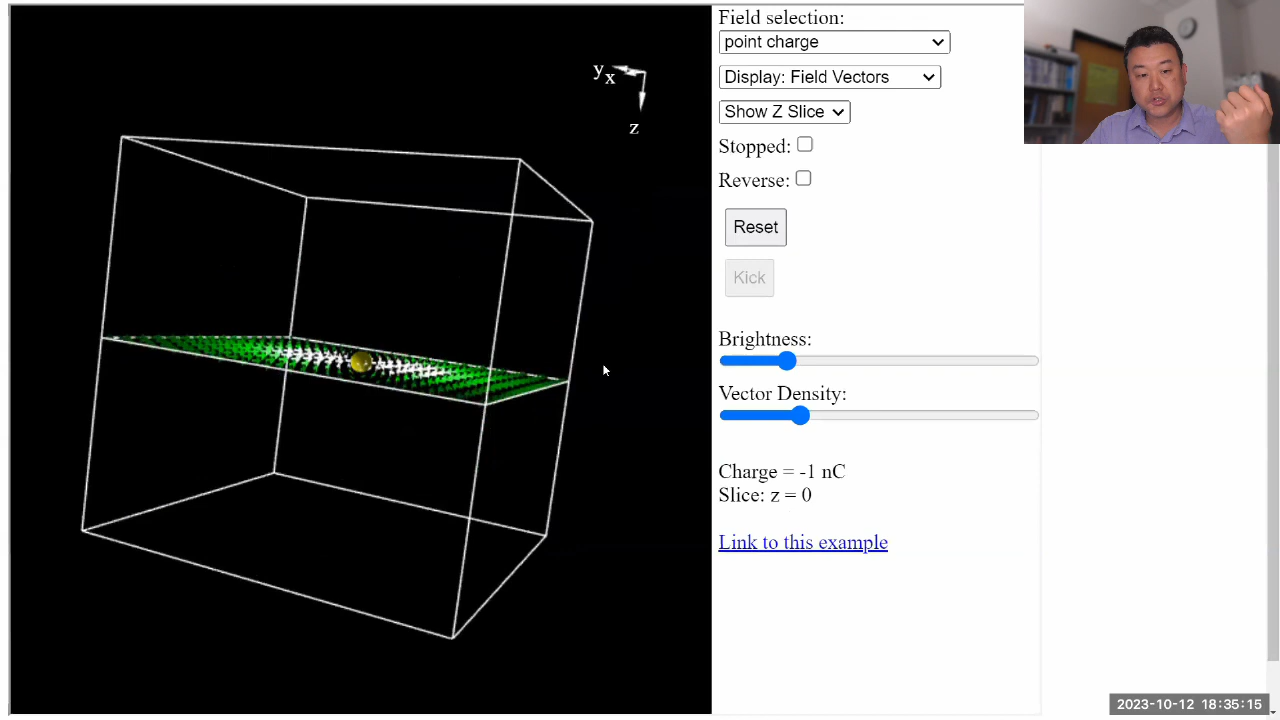 y
x
z
Field selection:
point charge
Display: Field Vectors
Show Z Slice
Stopped:
Reverse:
Reset
Kick
Brightness:
Vector Density:
Charge = -1 nC
Slice: z = 0
Link to this example
2023-10-12 18:35:15